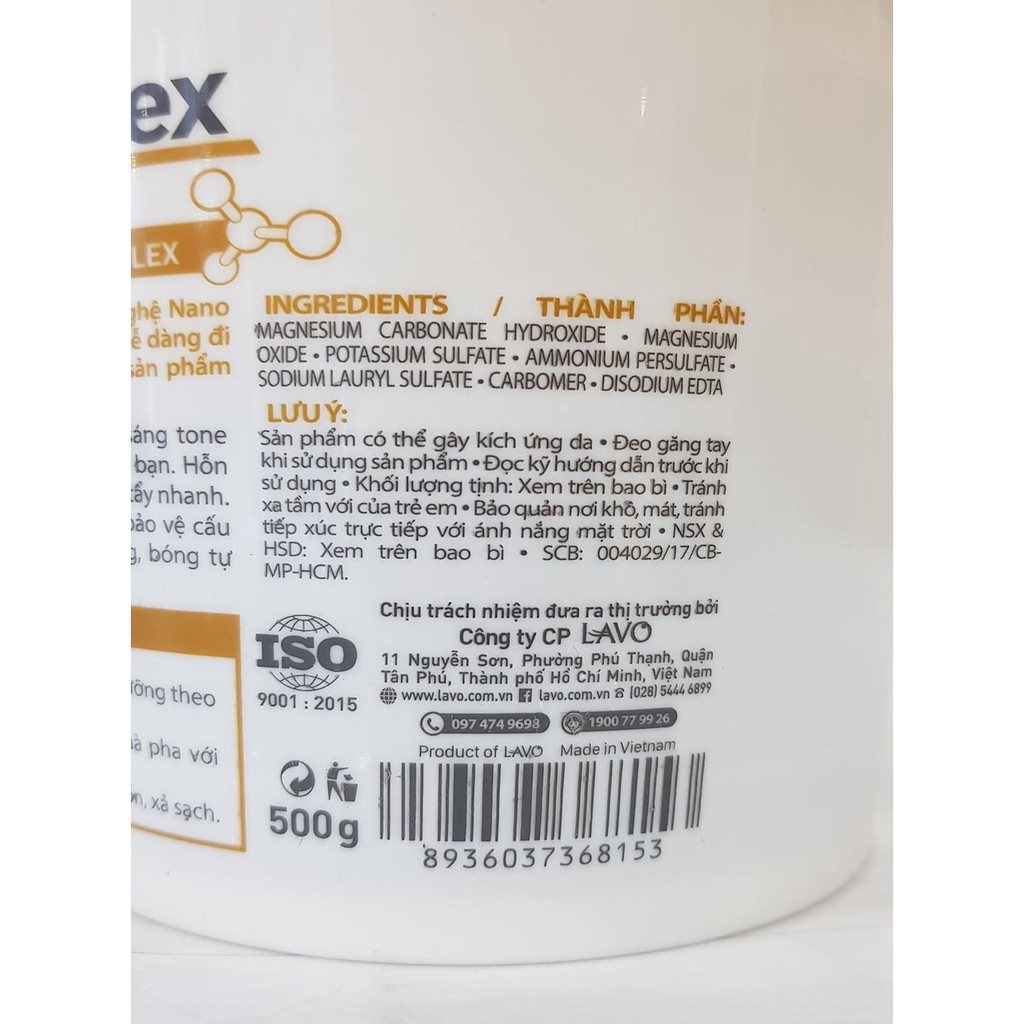 ex
LEX
ghệ Nano
ễ dàng đi
sản phẩm
sáng tone
bạn. Hỗn
tẩy nhanh.
bảo vệ cấu
g, bóng tự
INGREDIENTS / THÀNH PHẦN:
MAGNESIUM CARBONATE HYDROXIDE • MAGNESIUM
OXIDE • POTASSIUM SULFATE • AMMONIUM PERSULFATE •
SODIUM LAURYL SULFATE • CARBOMER • DISODIUM EDTA
LƯU Ý:
Sản phẩm có thể gây kích ứng da • Đeo găng tay
khi sử dụng sản phẩm • Đọc kỹ hướng dẫn trước khi
sử dụng • Khối lượng tịnh: Xem trên bao bì • Tránh
xa tầm với của trẻ em • Bảo quản nơi khô, mát, tránh
tiếp xúc trực tiếp với ánh nắng mặt trời • NSX &
HSD: Xem trên bao bì • SCB: 004029/17/CB-
MP-HCM.
ưỡng theo
à pha với
ôn, xả sạch.
ISO
9001 : 2015
Chịu trách nhiệm đưa ra thị trường bởi
Công ty CP LAVO
11 Nguyễn Sơn, Phường Phú Thạnh, Quận
Tân Phú, Thành phố Hồ Chí Minh, Việt Nam
www.lavo.com.vn lavo.com.vn (028) 5444 6899
097 474 9698 1900 77 99 26
Product of LAVO Made in Vietnam
500g
8936037368153